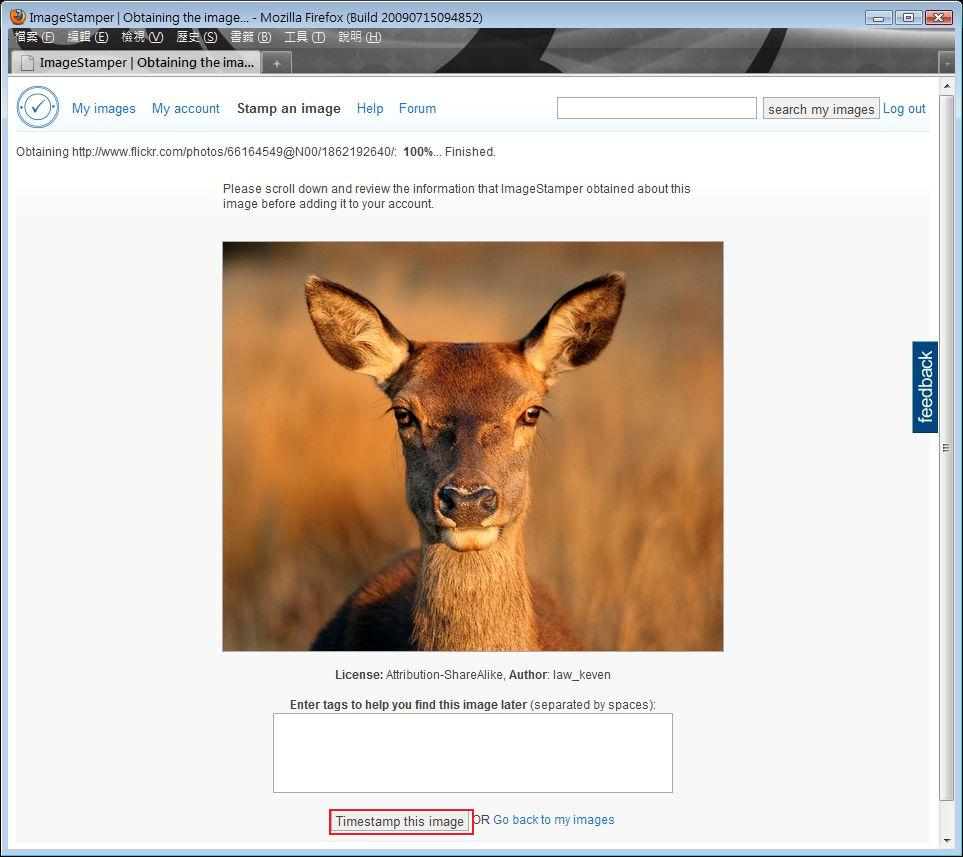 ImageStamper | Obtaining the image... - Mozilla Firefox (Build 20090715094852)
檔案 (F) 編輯 (E) 檢視 (V) 歷史 (S) 書籤 (B) 工具 (T) 說明 (H)
ImageStamper | Obtaining the ima...
My images My account Stamp an image Help Forum search my images Log out
Obtaining http://www.flickr.com/photos/66164549@N00/1862192640/: 100%... Finished.
Please scroll down and review the information that ImageStamper obtained about this
image before adding it to your account.
feedback
License: Attribution-ShareAlike, Author: law_keven
Enter tags to help you find this image later (separated by spaces):
Timestamp this image OR Go back to my images